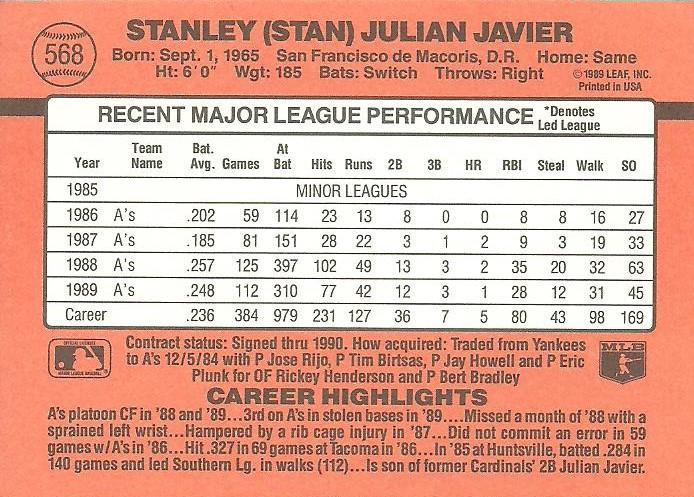 568
STANLEY (STAN) JULIAN JAVIER
Born: Sept. 1, 1965 San Francisco de Macoris, D.R. Home: Same
Ht: 6'0" Wgt: 185 Bats: Switch Throws: Right
©1989 LEAF, INC.
Printed in USA
RECENT MAJOR LEAGUE PERFORMANCE *Denotes
Led League
Year Team Name Bat. Avg. Games At Bat Hits Runs 2B 3B HR RBI Steal Walk SO
1985 MINOR LEAGUES
1986 A's .202 59 114 23 13 8 0 0 8 8 16 27
1987 A's .185 81 151 28 22 3 1 2 9 3 19 33
1988 A's .257 125 397 102 49 13 3 2 35 20 32 63
1989 A's .248 112 310 77 42 12 3 1 28 12 31 45
Career .236 384 979 231 127 36 7 5 80 43 98 169
Contract status: Signed thru 1990. How acquired: Traded from Yankees
to A's 12/5/84 with P Jose Rijo, P Tim Birtsas, P Jay Howell and P Eric
Plunk for OF Rickey Henderson and P Bert Bradley
MLB
CAREER HIGHLIGHTS
A's platoon CF in '88 and '89...3rd on A's in stolen bases in '89....Missed a month of '88 with a
sprained left wrist...Hampered by a rib cage injury in '87...Did not commit an error in 59
games w/A's in '86...Hit .327 in 69 games at Tacoma in '86...In '85 at Huntsville, batted .284 in
140 games and led Southern Lg. in walks (112)...Is son of former Cardinals' 2B Julian Javier.